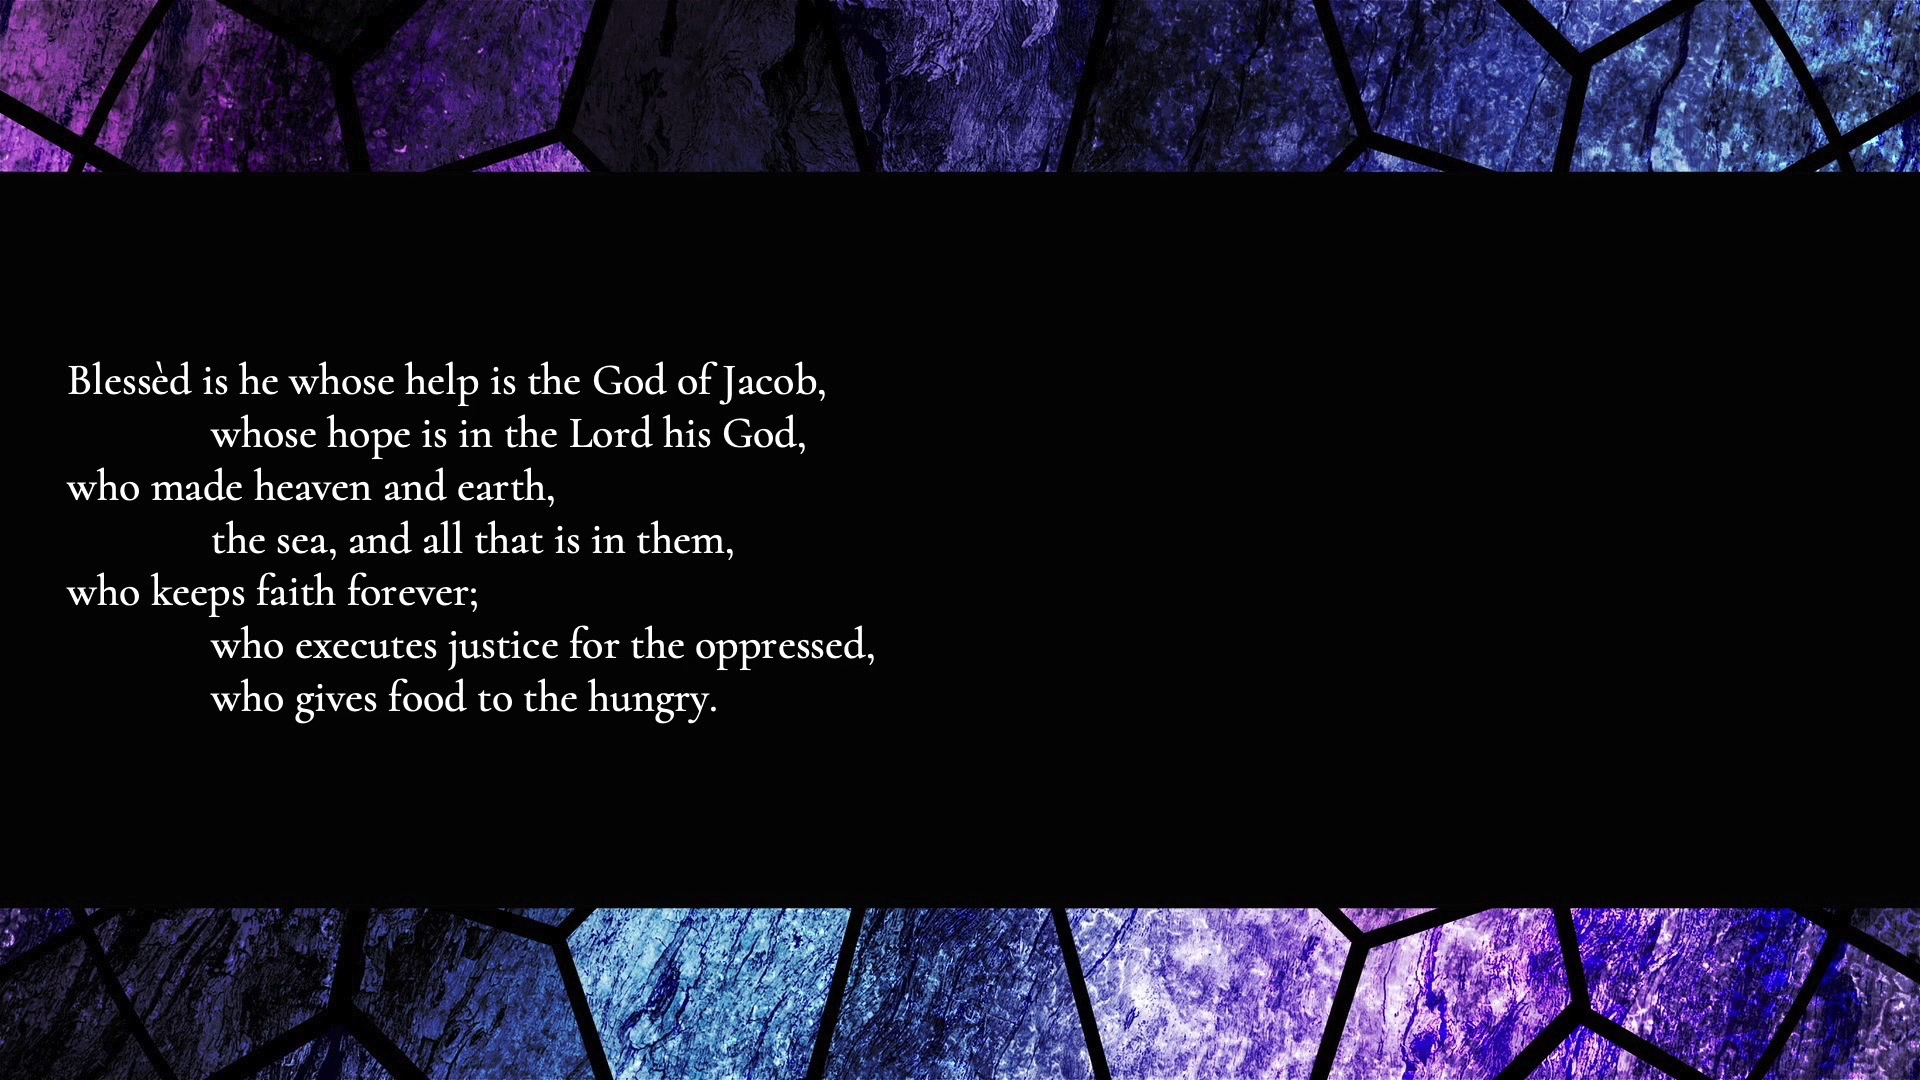 Blessèd is he whose help is the God of Jacob,
whose hope is in the Lord his God,
who made heaven and earth,
the sea, and all that is in them,
who keeps faith forever;
who executes justice for the oppressed,
who gives food to the hungry.